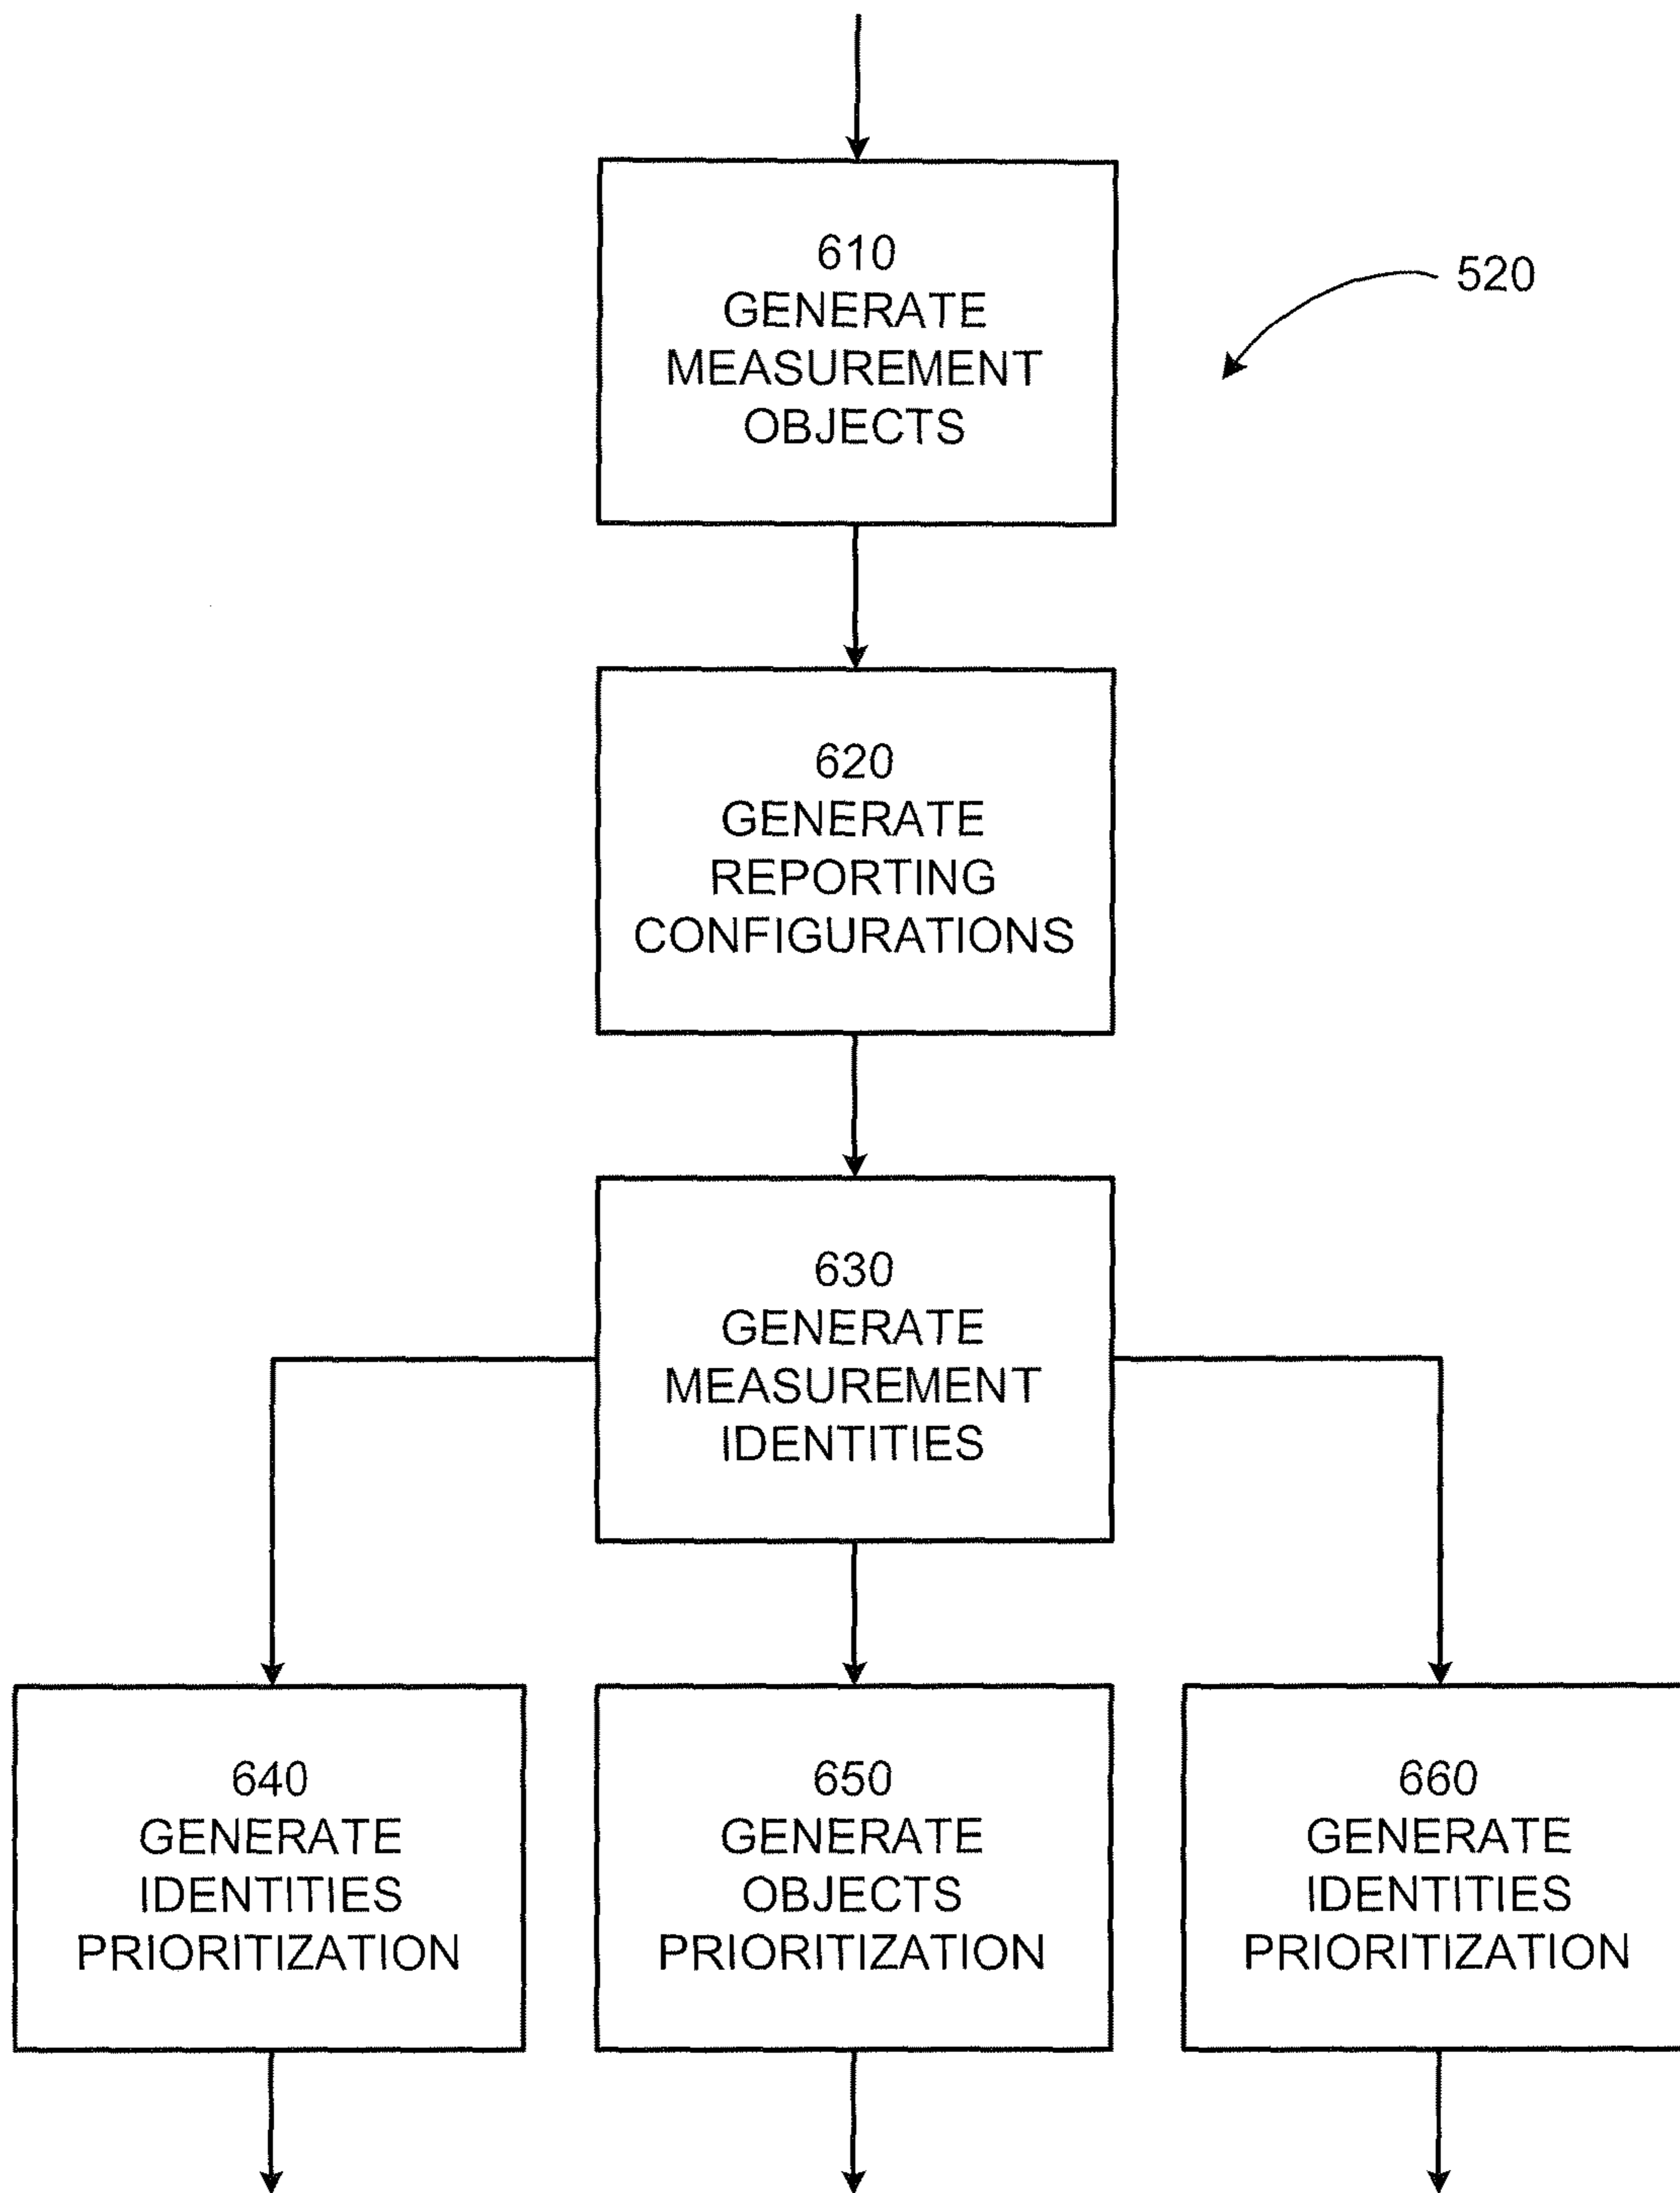 610
GENERATE
MEASUREMENT
OBJECTS
520
620
GENERATE
REPORTING
CONFIGURATIONS
630
GENERATE
MEASUREMENT
IDENTITIES
640
GENERATE
IDENTITIES
PRIORITIZATION
650
GENERATE
OBJECTS
PRIORITIZATION
660
GENERATE
IDENTITIES
PRIORITIZATION